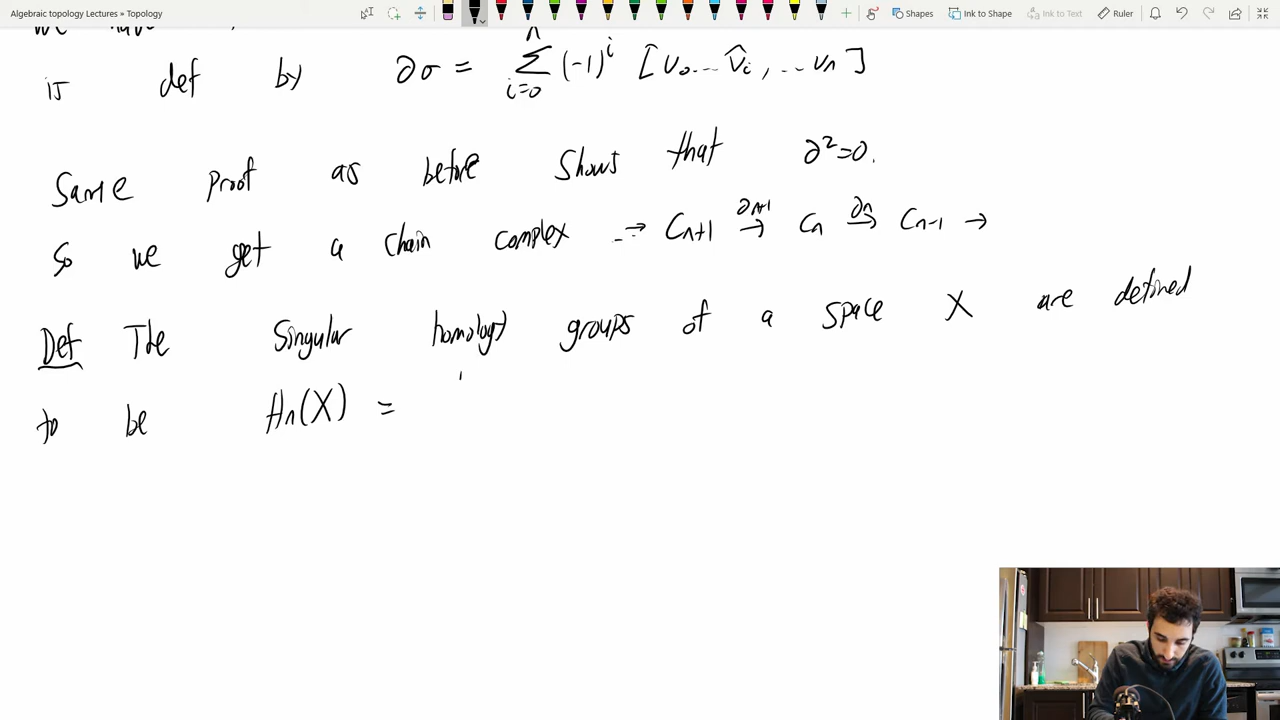 Algebraic topology Lectures » Topology
Shapes Ink to Shape Ink to Text Ruler
we have
is def by ∂σ = n ∑ i=0 (-1)^i [v₀... v̂ᵢ, ... vₙ]
Same proof as before shows that ∂²=0.
So we get a chain complex ... → Cn+1 ∂n+1 → Cn ∂n → Cn-1 →
Def The Singular homology groups of a space X are defined
to be Hn(X) =